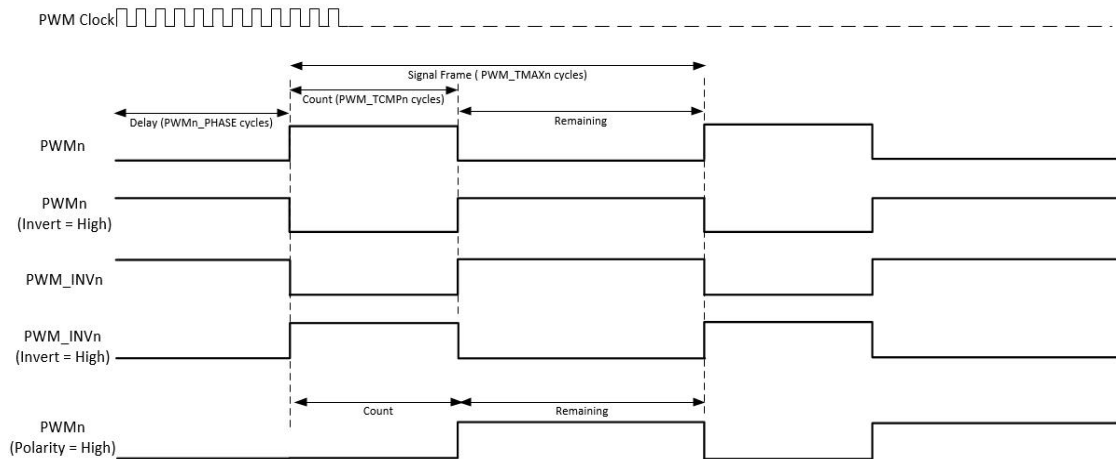 PWM Clock
Signal Frame ( PWM_TMAXn cycles)
Count (PWM_TCMPn cycles)
Delay (PWMn_PHASE cycles)
Remaining
PWMn
PWMn
(Invert = High)
PWM_INVn
PWM_INVn
(Invert = High)
Count
Remaining
PWMn
(Polarity = High)